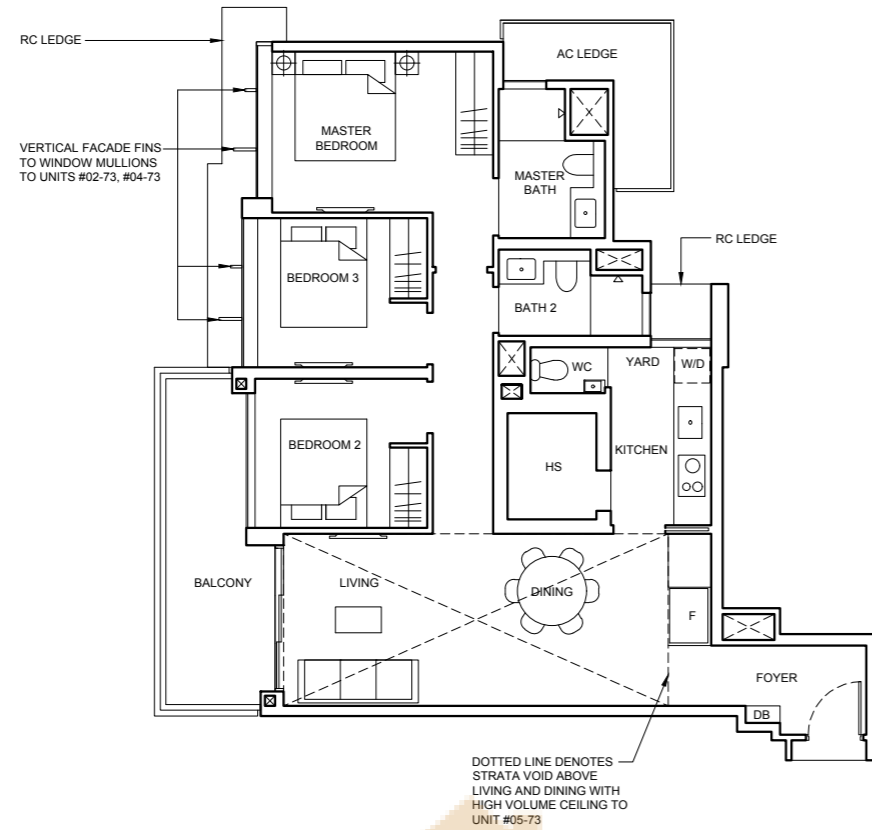 RC LEDGE
AC LEDGE
X
MASTER
BEDROOM
VERTICAL FACADE FINS
TO WINDOW MULLIONS
TO UNITS #02-73, #04-73
MASTER
BATH
RC LEDGE
BEDROOM 3
BATH 2
X
WC
YARD
W/D
BEDROOM 2
HS
KITCHEN
BALCONY
LIVING
DINING
F
FOYER
DB
DOTTED LINE DENOTES
STRATA VOID ABOVE
LIVING AND DINING WITH
HIGH VOLUME CEILING TO
UNIT #05-73